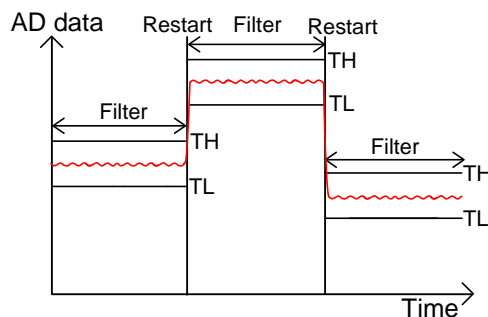 AD data
Restart
Filter
Restart
TH
TL
Filter
TH
TL
Filter
TH
TL
Time